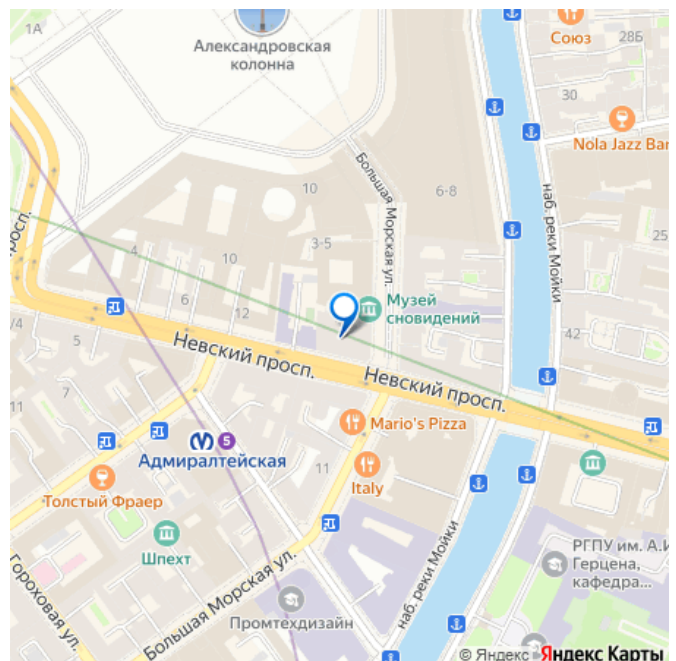 1А
Александровская
колонна
Союз
28Б
30
Nola Jazz Bar
Большая Морская ул.
10
6-8
наб. реки Мойки
просп.
3-5
10
4
6
12
25
Музей
сновидений
42
/4
5
Невский просп.
Невский просп.
7
11
Mario's Pizza
5
Адмиралтейская
11
Толстый Фраер
Italy
Шпехт
Гороховая ул.
Большая Морская ул.
наб. реки Мойки
РГПУ им. А.И
Герцена,
кафедра...
Промтехдизайн
© Яндекс Яндекс Карты